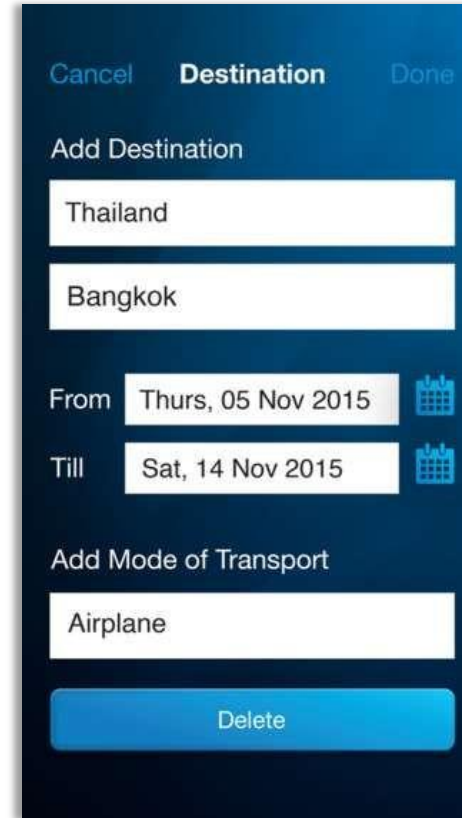 Cancel Destination Done
Add Destination
Thailand
Bangkok
From Thurs, 05 Nov 2015
Till Sat, 14 Nov 2015
Add Mode of Transport
Airplane
Delete